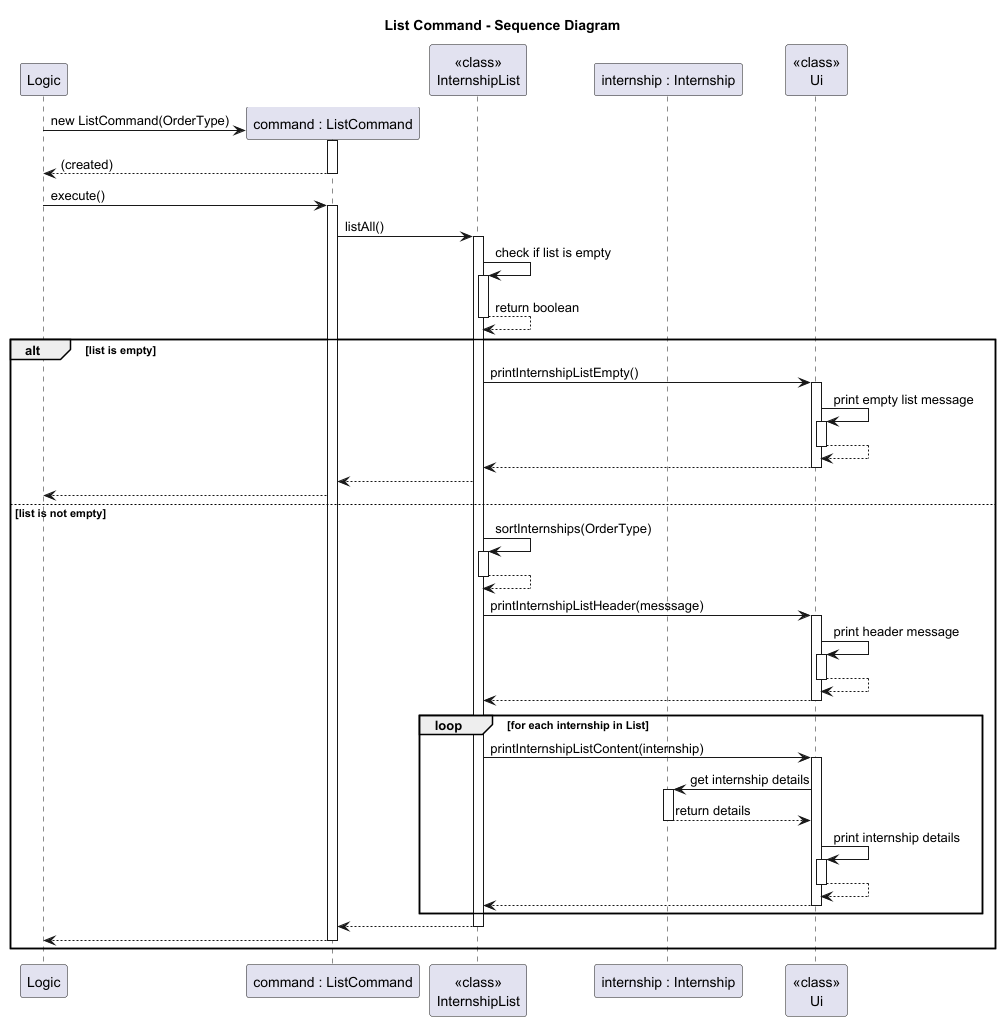 List Command - Sequence Diagram
«class»
InternshipList
«class»
Ui
Logic
internship : Internship
new ListCommand(OrderType)
command : ListCommand
(created)
execute()
listAll()
check if list is empty
return boolean
alt
[list is empty]
printInternshipListEmpty()
print empty list message
[list is not empty]
sortInternships(OrderType)
printInternshipListHeader(messsage)
print header message
loop
[for each internship in List]
printInternshipListContent(internship)
get internship details
return details
print internship details
Logic
command : ListCommand
«class»
InternshipList
internship : Internship
«class»
Ui